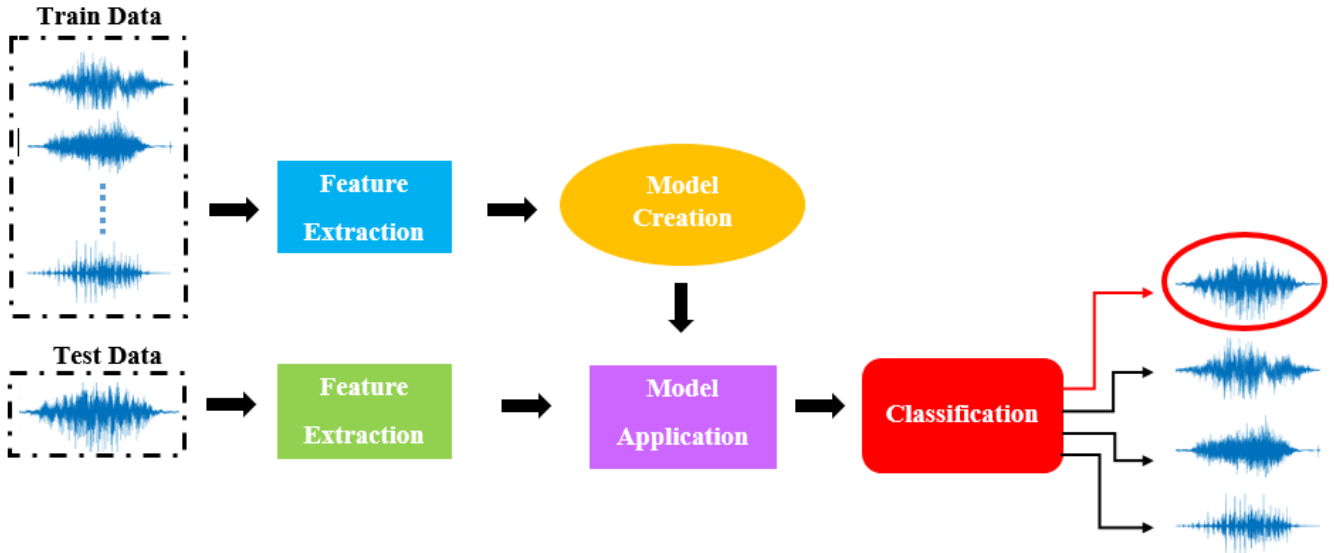 Train Data
Feature
Extraction
Model
Creation
Test Data
Feature
Extraction
Model
Application
Classification